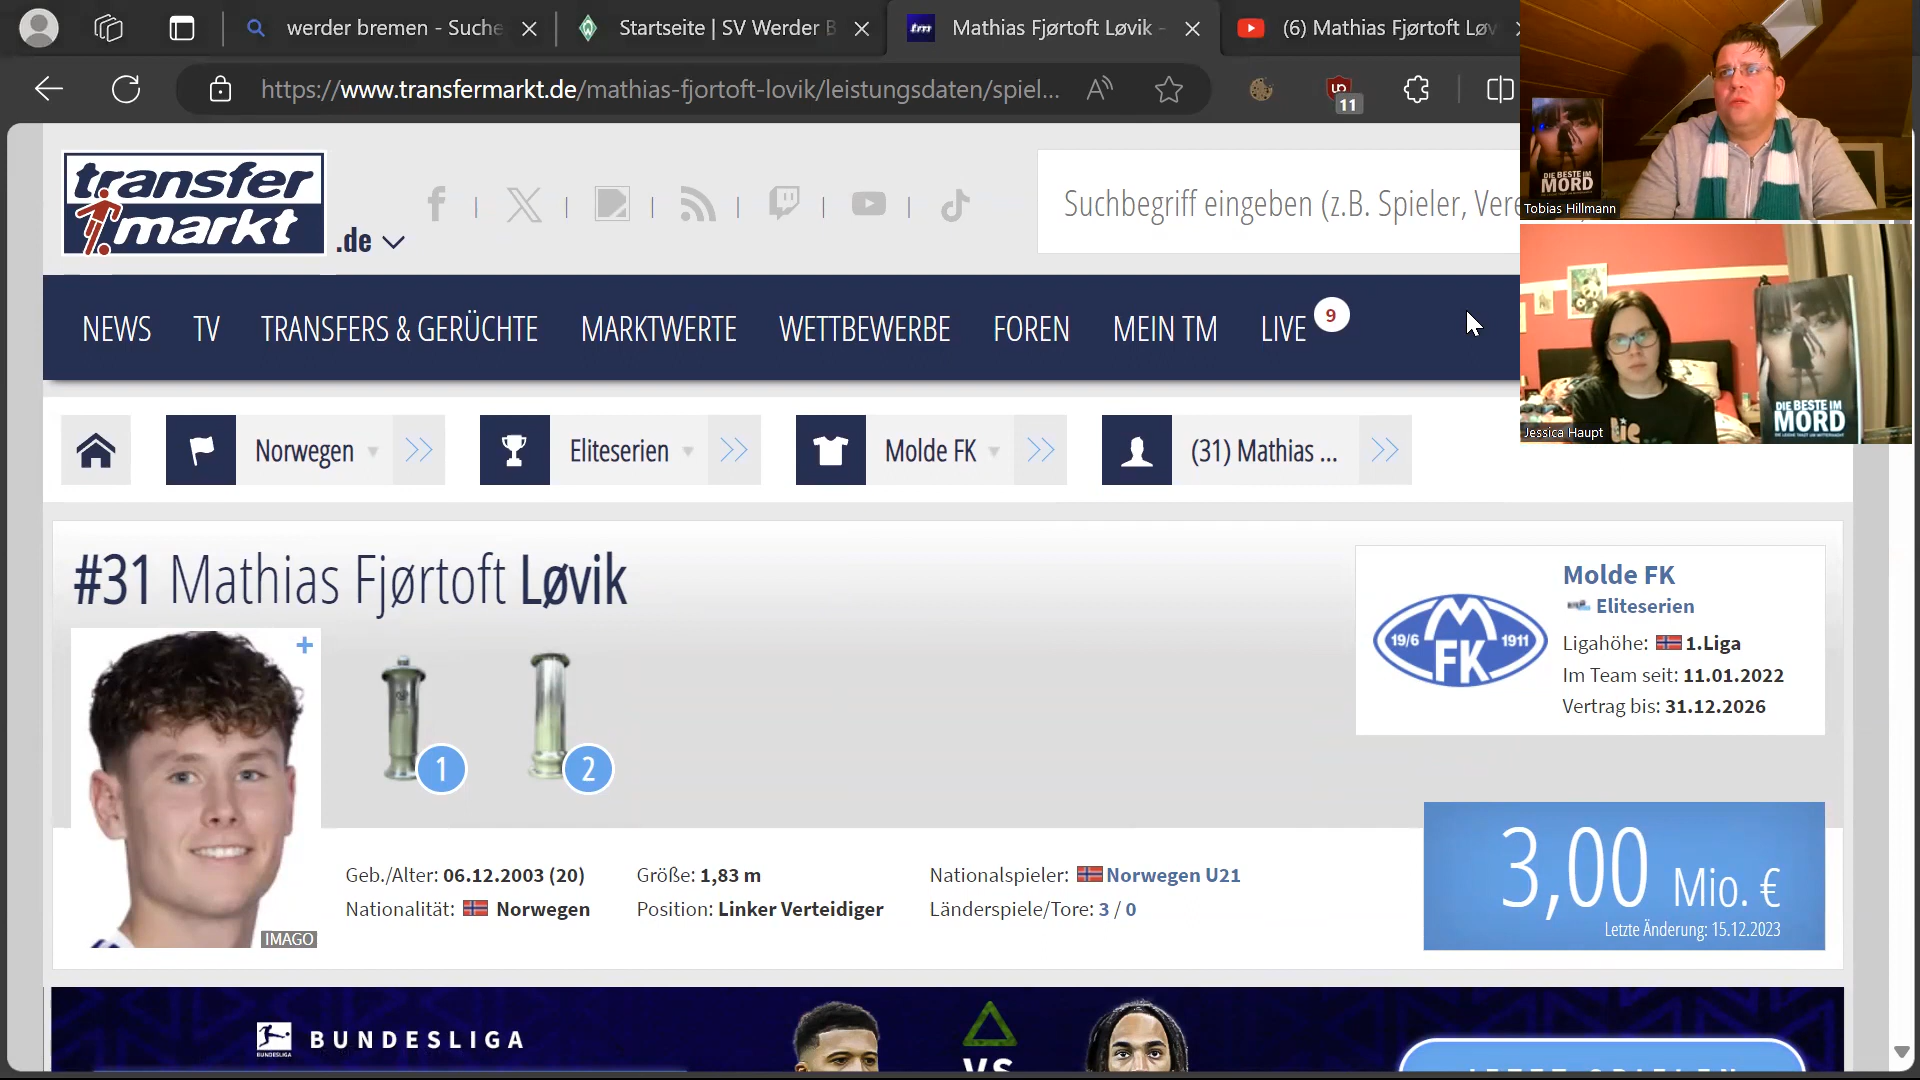 werder bremen - Suche
Startseite | SV Werder B
tm
Mathias Fjørtoft Løvik -
(6) Mathias Fjørtoft Løv
https://www.transfermarkt.de/mathias-fjortoft-lovik/leistungsdaten/spiel...
11
transfer
markt
.de
Suchbegriff eingeben (z.B. Spieler, Vere
DIE BESTE IM
MORD
Tobias Hillmann
NEWS
TV
TRANSFERS & GERÜCHTE
MARKTWERTE
WETTBEWERBE
FOREN
MEIN TM
LIVE
9
DIE BESTE IM
MORD
Jessica Haupt
Norwegen
Eliteserien
Molde FK
(31) Mathias ...
#31 Mathias Fjørtoft Løvik
Molde FK
Eliteserien
Ligahöhe: 1.Liga
Im Team seit: 11.01.2022
Vertrag bis: 31.12.2026
19/6
M
1911
FK
1
2
IMAGO
Geb./Alter: 06.12.2003 (20)
Nationalität: Norwegen
Größe: 1,83 m
Position: Linker Verteidiger
Nationalspieler: Norwegen U21
Länderspiele/Tore: 3 / 0
3,00 Mio. €
Letzte Änderung: 15.12.2023
BUNDESLIGA
BUNDESLIGA
VS